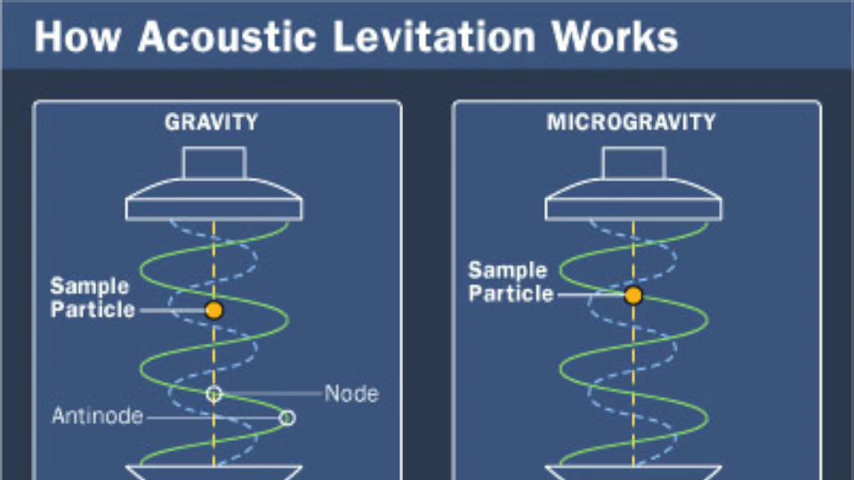 How Acoustic Levitation Works
GRAVITY
Sample
Particle
Node
Antinode
MICROGRAVITY
Sample
Particle